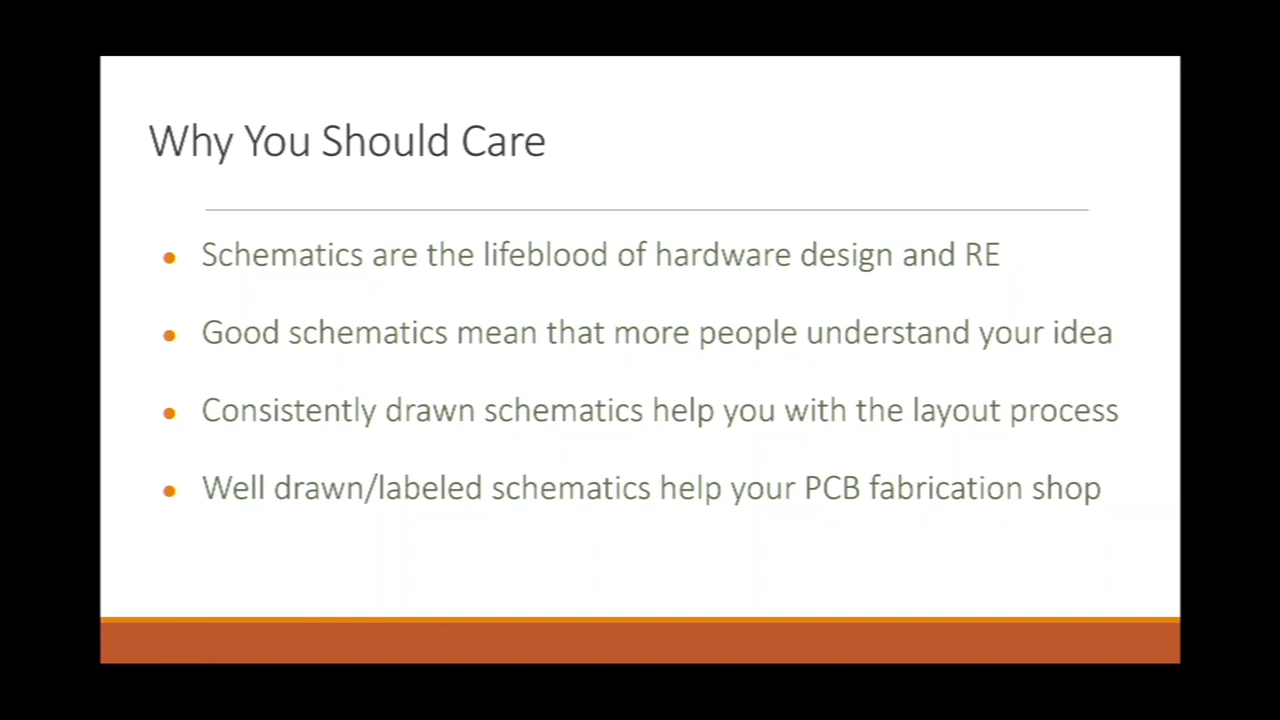 Why You Should Care
Schematics are the lifeblood of hardware design and RE
Good schematics mean that more people understand your idea
Consistently drawn schematics help you with the layout process
Well drawn/labeled schematics help your PCB fabrication shop